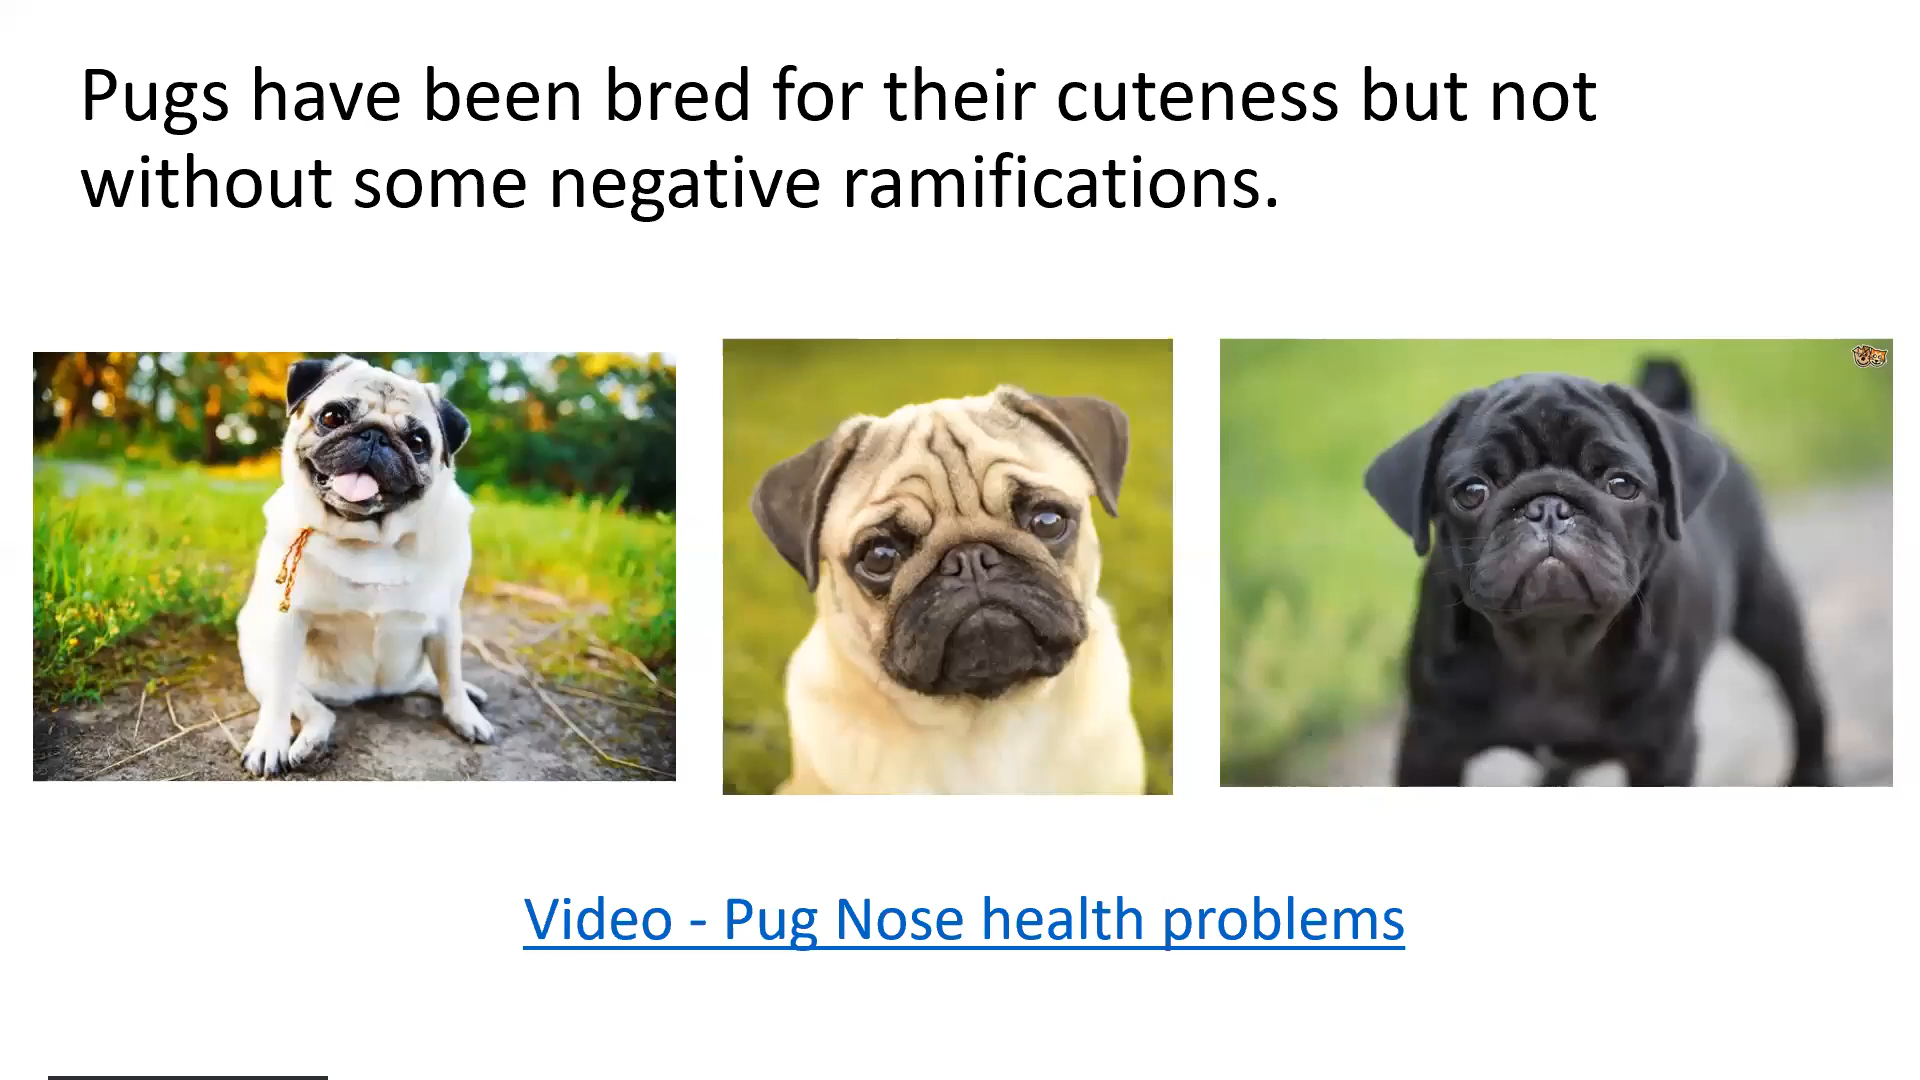 Pugs have been bred for their cuteness but not
without some negative ramifications.
Video - Pug Nose health problems